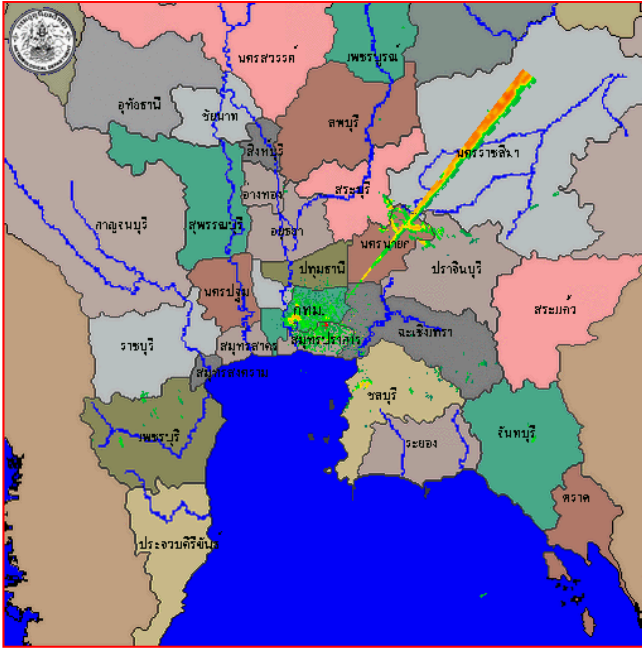 นครสวรรค์
เพชรบูรณ์
อุทัยธานี
ชัยนาท
ลพบุรี
สิงห์บุรี
นครราชสีมา
สระบุรี
อ่างทอง
กาญจนบุรี
สุพรรณบุรี
อยุธยา
นครนายก
ปราจีนบุรี
ปทุมธานี
นครปฐม
กทม.
สระแก้ว
ฉะเชิงเทรา
ราชบุรี
สมุทรสาคร
สมุทรปราการ
สมุทรสงคราม
ชลบุรี
เพชรบุรี
ระยอง
จันทบุรี
ตราด
ประจวบคีรีขันธ์